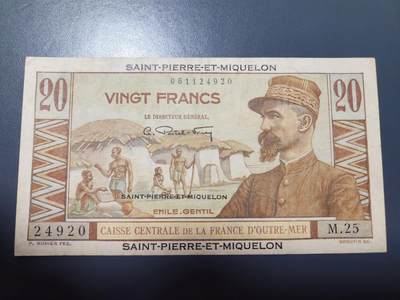 SAINT-PIERRE-ET-MIQUELON
061124920
20 VINGT FRANCS 20
LE DIRECTEUR GÉNÉRAL,
SAINT-PIERRE-ET-MIQUELON
EMILE.GENTIL
24920 CAISSE CENTRALE DE LA FRANCE D'OUTRE-MER M.25
SAINT-PIERRE-ET-MIQUELON